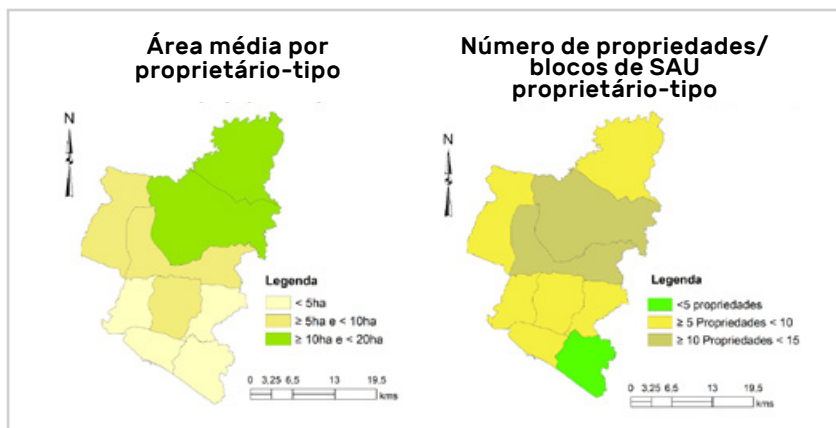 Área média por
proprietário-tipo
N
Legenda
< 5ha
≥ 5ha e < 10ha
≥ 10ha e < 20ha
0 3,25 6,5 13 19,5
kms
Número de propriedades/
blocos de SAU
proprietário-tipo
N
Legenda
<5 propriedades
≥ 5 Propriedades < 10
≥ 10 Propriedades < 15
0 3,25 6,5 13 19,5
kms